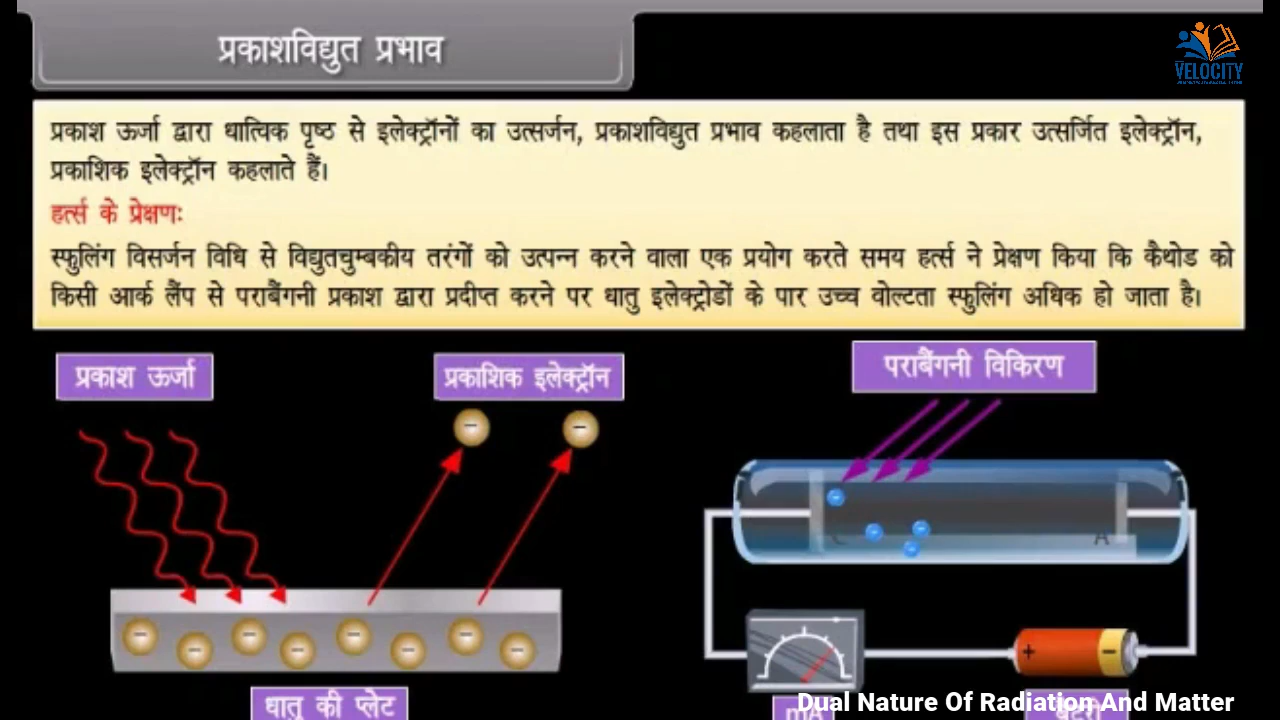 प्रकाशविद्युत प्रभाव
VELOCITY
प्रकाश ऊर्जा द्वारा धात्विक पृष्ठ से इलेक्ट्रॉनों का उत्सर्जन, प्रकाशविद्युत प्रभाव कहलाता है तथा इस प्रकार उत्सर्जित इलेक्ट्रॉन,
प्रकाशिक इलेक्ट्रॉन कहलाते हैं।
हर्त्स के प्रेक्षणः
स्फुलिंग विसर्जन विधि से विद्युतचुम्बकीय तरंगों को उत्पन्न करने वाला एक प्रयोग करते समय हर्त्स ने प्रेक्षण किया कि कैथोड को
किसी आर्क लैंप से पराबैंगनी प्रकाश द्वारा प्रदीप्त करने पर धातु इलेक्ट्रोडों के पार उच्च वोल्टता स्फुलिंग अधिक हो जाता है।
प्रकाश ऊर्जा
प्रकाशिक इलेक्ट्रॉन
पराबैंगनी विकिरण
C A
+ −
धातु की प्लेट
mA
Dual Nature Of Radiation And Matter